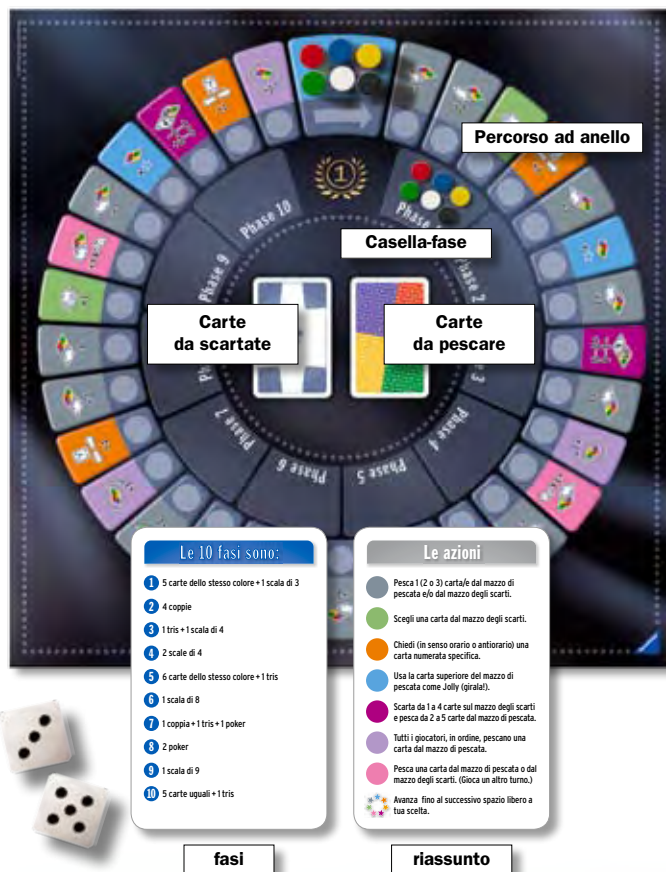 Percorso ad anello
1
Phase 10
Casella-fase
Phase 9
Phase 2
Carte
da scartate
Carte
da pescare
3
Phase 7
Phase 4
Phase 6
Phase 5
Le 10 fasi sono:
1 5 carte dello stesso colore + 1 scala di 3
2 4 coppie
3 1 tris + 1 scala di 4
4 2 scale di 4
5 6 carte dello stesso colore + 1 tris
6 1 scala di 8
7 1 coppia + 1 tris + 1 poker
8 2 poker
9 1 scala di 9
10 5 carte uguali + 1 tris
Le azioni
Pesca 1 (2 o 3) carta/e dal mazzo di
pescata e/o dal mazzo degli scarti.
Scegli una carta dal mazzo degli scarti.
Chiedi (in senso orario o antiorario) una
carta numerata specifica.
Usa la carta superiore del mazzo di
pescata come Jolly (girala!).
Scarta da 1 a 4 carte sul mazzo degli scarti
e pesca da 2 a 5 carte dal mazzo di pescata.
Tutti i giocatori, in ordine, pescano una
carta dal mazzo di pescata.
Pesca una carta dal mazzo di pescata o dal
mazzo degli scarti. (Gioca un altro turno.)
Avanza fino al successivo spazio libero a
tua scelta.
fasi
riassunto